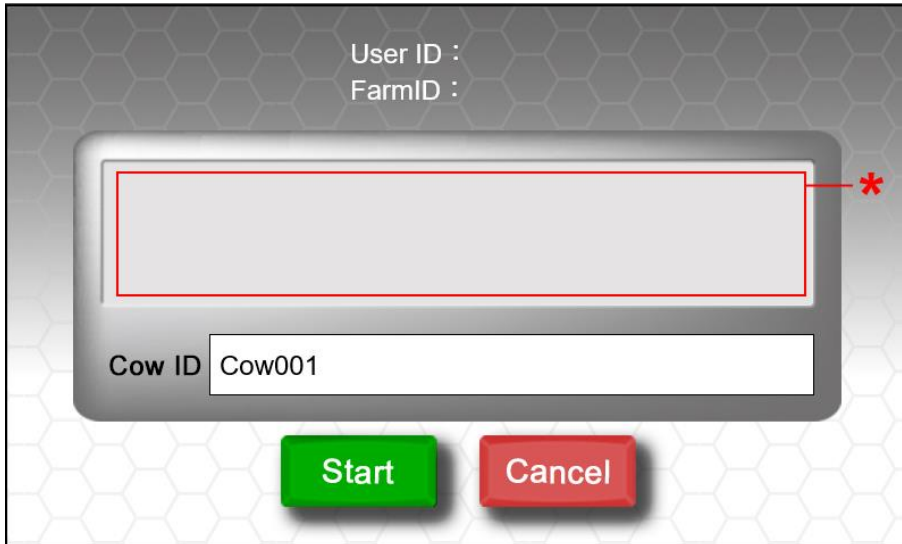 User ID：
FarmID：
*
Cow ID Cow001
Start Cancel